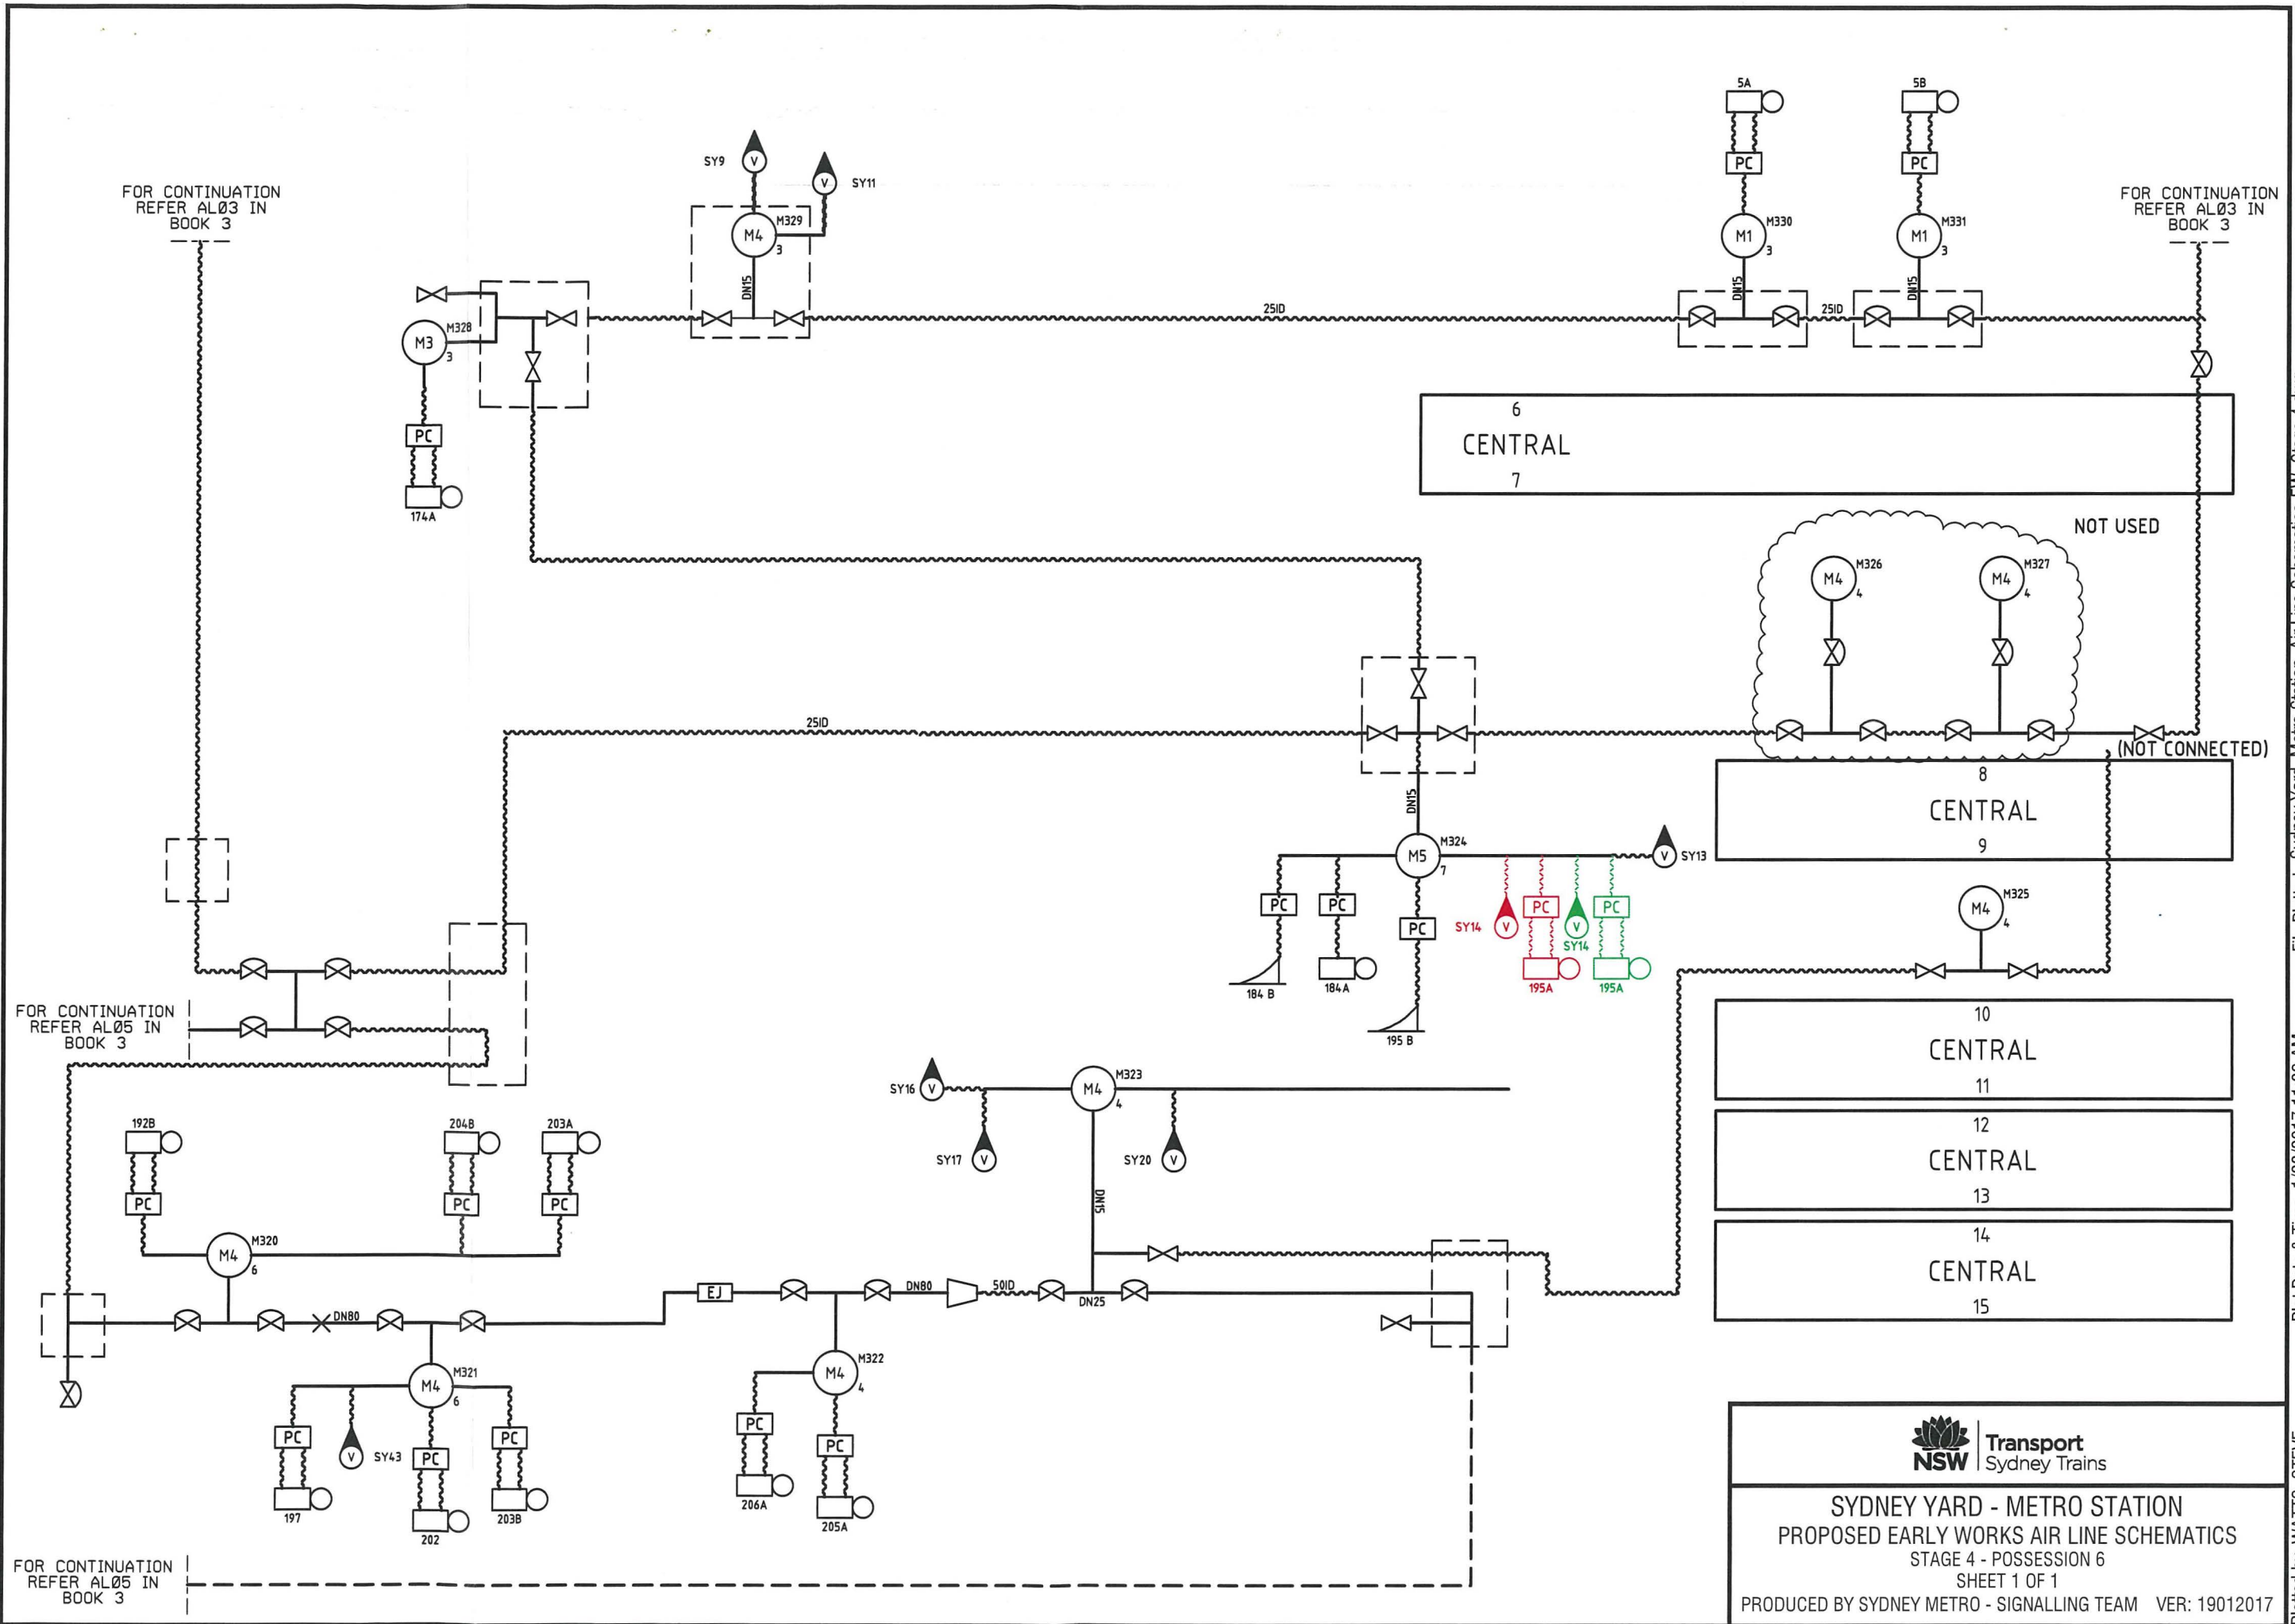 5A
5B
PC
PC
M1
M330
3
M1
M331
3
DN15
DN15
25ID
25ID
SY9
V
V
SY11
M4
M329
3
DN15
FOR CONTINUATION
REFER ALØ3 IN
BOOK 3
FOR CONTINUATION
REFER ALØ3 IN
BOOK 3
M3
M328
3
PC
174A
6
CENTRAL
7
NOT USED
M4
M326
4
M4
M327
4
25ID
(NOT CONNECTED)
8
CENTRAL
9
DN15
M5
M324
7
V
SY13
PC
PC
PC
SY14
V
PC
V
SY14
PC
184 B
184A
195 B
195A
195A
M4
M325
4
FOR CONTINUATION
REFER ALØ5 IN
BOOK 3
10
CENTRAL
11
12
CENTRAL
13
14
CENTRAL
15
SY16
V
M4
M323
4
SY17
V
SY20
V
DN15
192B
204B
203A
PC
PC
PC
M4
M320
6
DN80
EJ
DN80
50ID
DN25
M4
M321
6
PC
V
SY43
PC
PC
197
202
203B
M4
M322
4
PC
PC
206A
205A
FOR CONTINUATION
REFER ALØ5 IN
BOOK 3
NSW
Transport
Sydney Trains
SYDNEY YARD - METRO STATION
PROPOSED EARLY WORKS AIR LINE SCHEMATICS
STAGE 4 - POSSESSION 6
SHEET 1 OF 1
PRODUCED BY SYDNEY METRO - SIGNALLING TEAM VER: 19012017